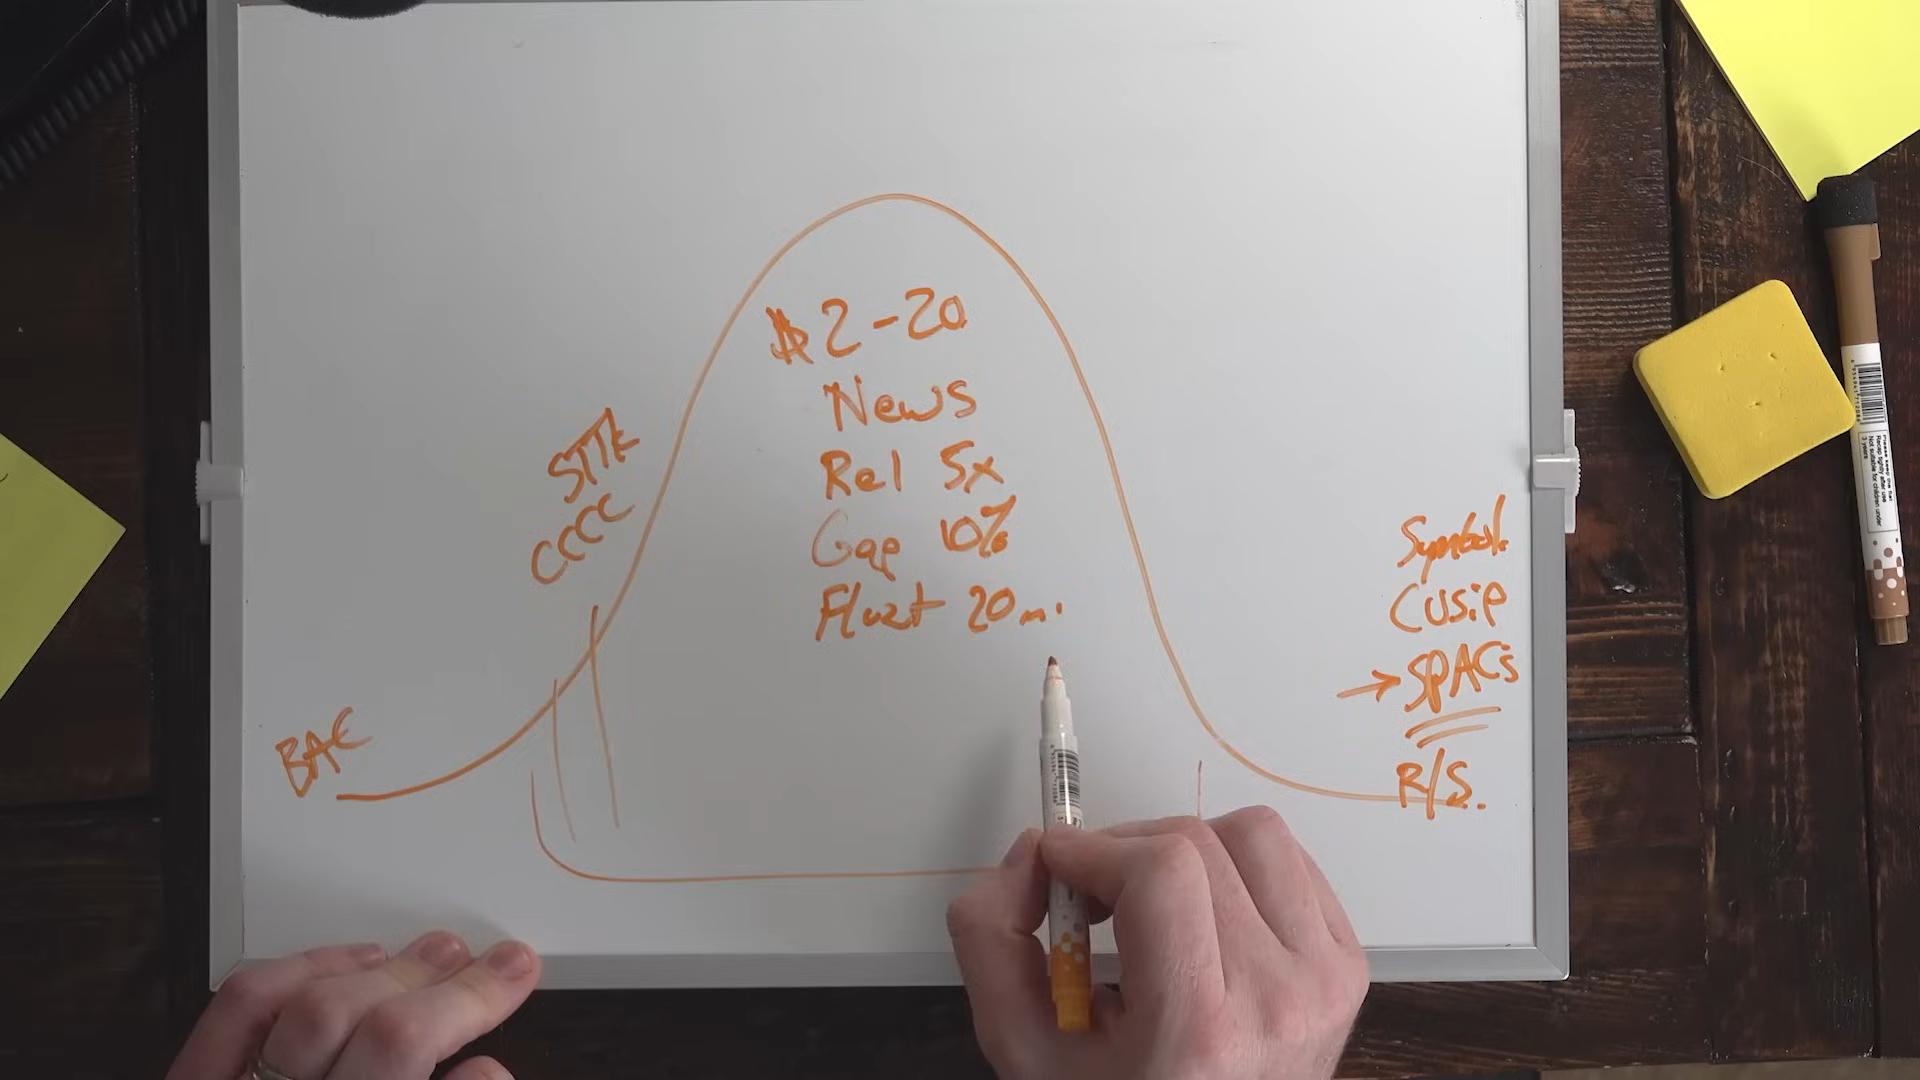 $2-20
News
Rel 5x
Gap 10%
Float 20m.
STTK
CCCC
BAC
Symbol
Cusip
→ SPACs
R/S.